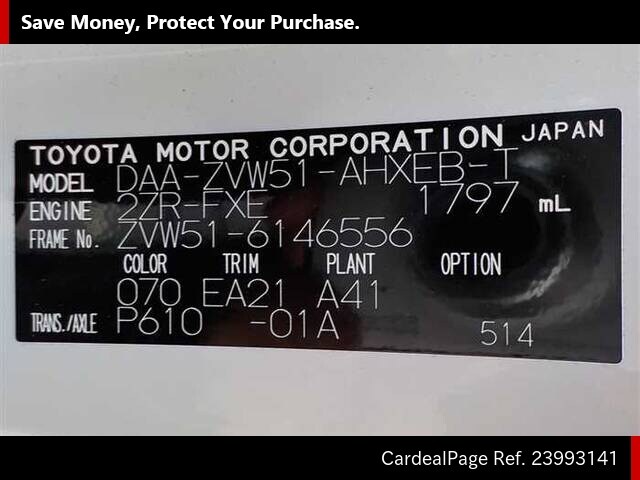 Save Money, Protect Your Purchase.
TOYOTA MOTOR CORPORATION JAPAN
MODEL DAA-ZVW51-AHXEB-T
ENGINE 2ZR-FXE 1797 mL
FRAME No. ZVW51-6146556
COLOR TRIM PLANT OPTION
070 EA21 A41
TRANS./AXLE P610 -01A 514
CardealPage Ref. 23993141